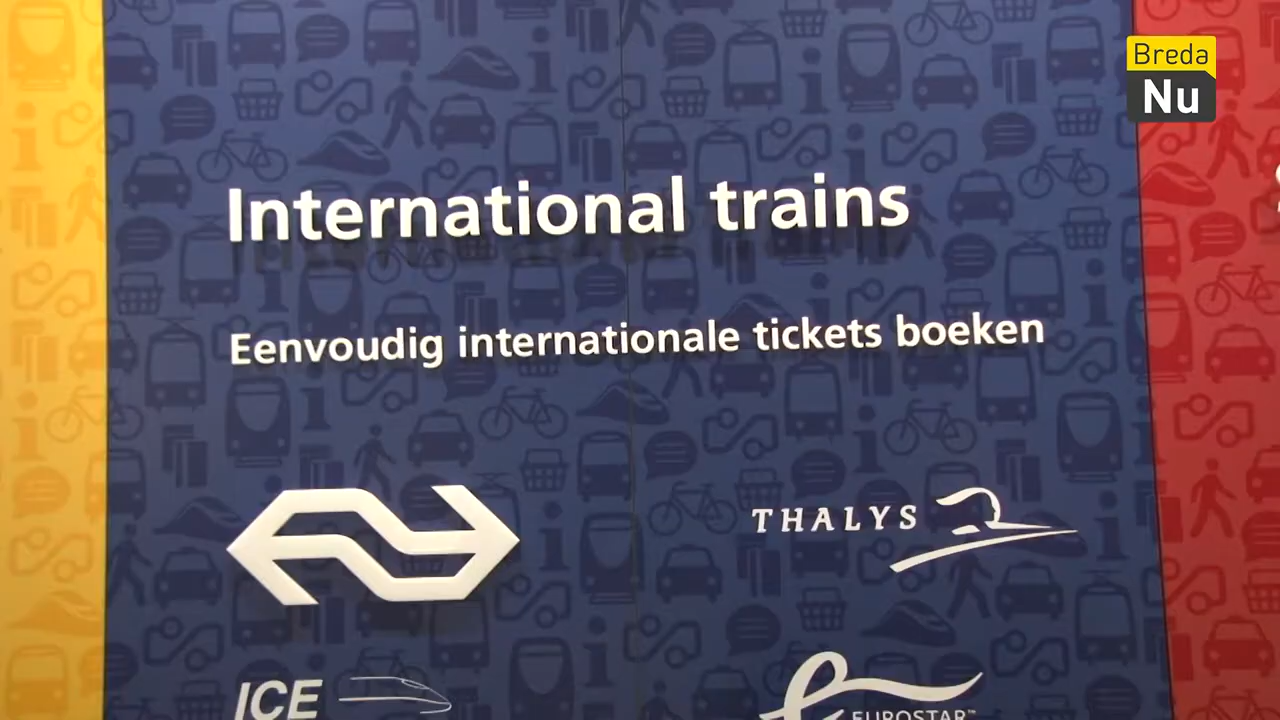 Breda
Nu
International trains
Eenvoudig internationale tickets boeken
THALYS
ICE
EUROSTAR™